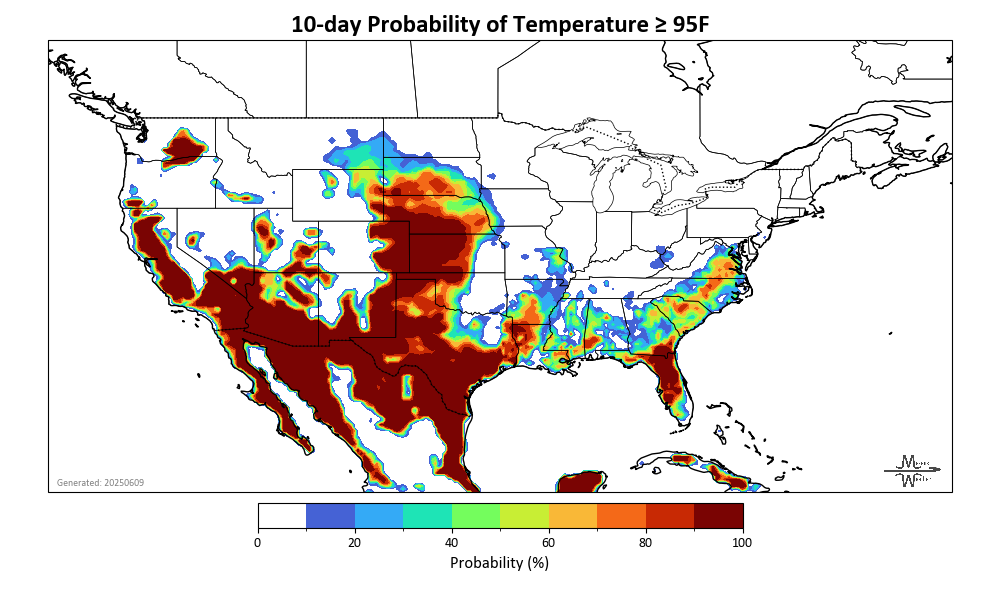 10-day Probability of Temperature ≥ 95F
Generated: 20250609
0 20 40 60 80 100
Probability (%)